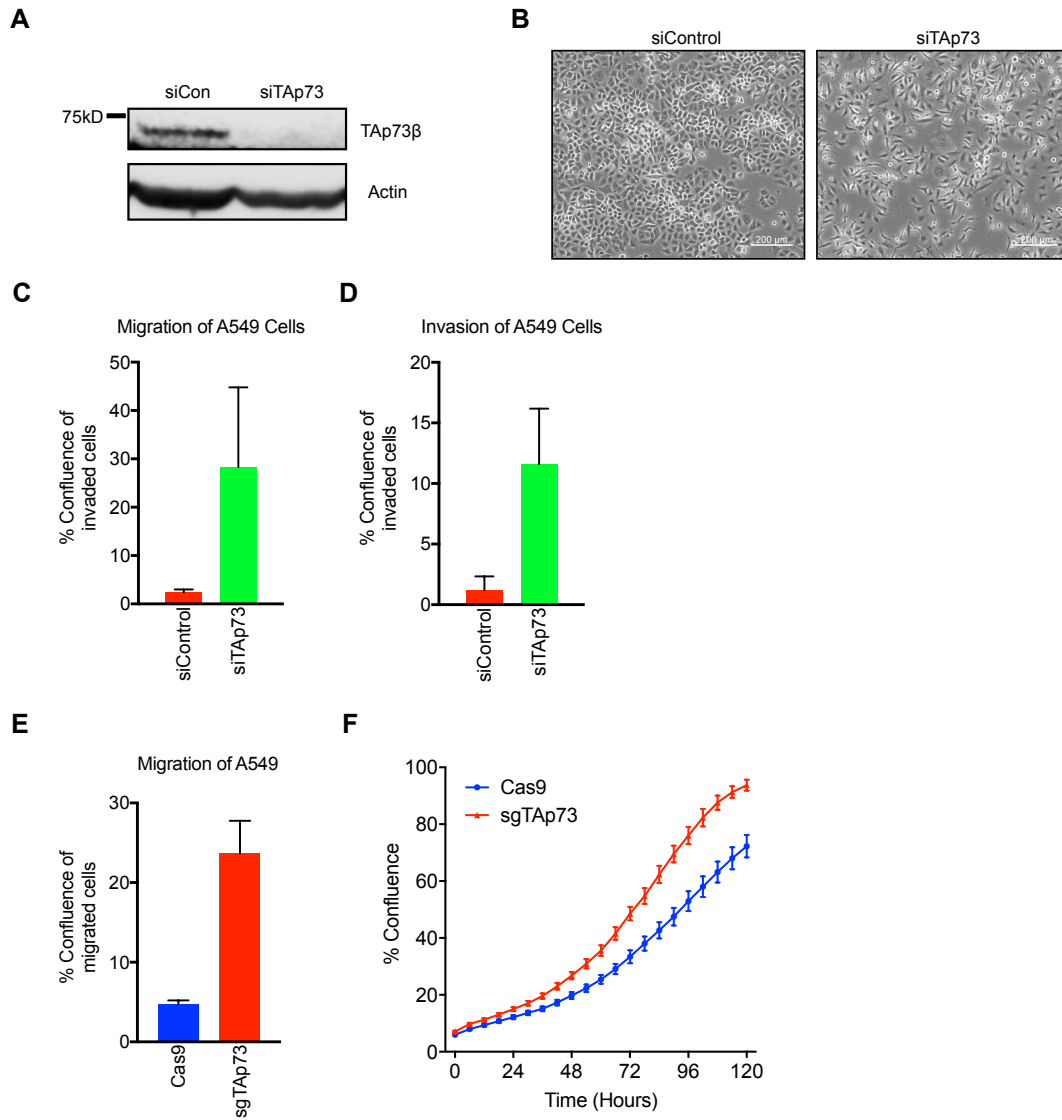 A
siCon siTAp73
75kD
TAp73β
Actin
B
siControl siTAp73
200 µm 200 µm
C
Migration of A549 Cells
% Confluence of
invaded cells
50
40
30
20
10
0
siControl
siTAp73
D
Invasion of A549 Cells
% Confluence of
invaded cells
20
15
10
5
0
siControl
siTAp73
E
Migration of A549
% Confluence of
migrated cells
30
20
10
0
Cas9
sgTAp73
F
Cas9
sgTAp73
% Confluence
100
80
60
40
20
0
0 24 48 72 96 120
Time (Hours)